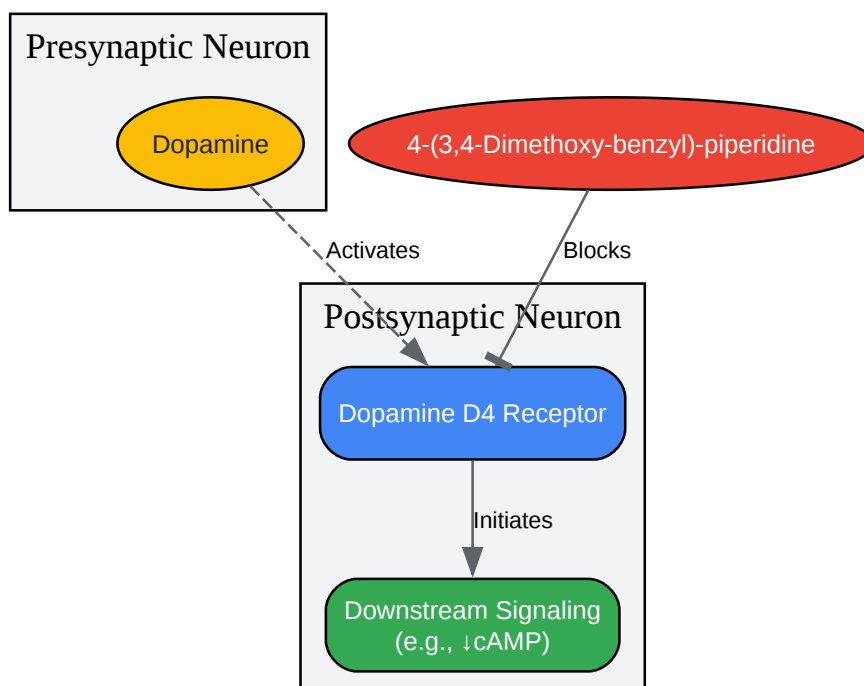 Presynaptic Neuron
Dopamine
4-(3,4-Dimethoxy-benzyl)-piperidine
Activates
Blocks
Postsynaptic Neuron
Dopamine D4 Receptor
Initiates
Downstream Signaling
(e.g., ↓cAMP)